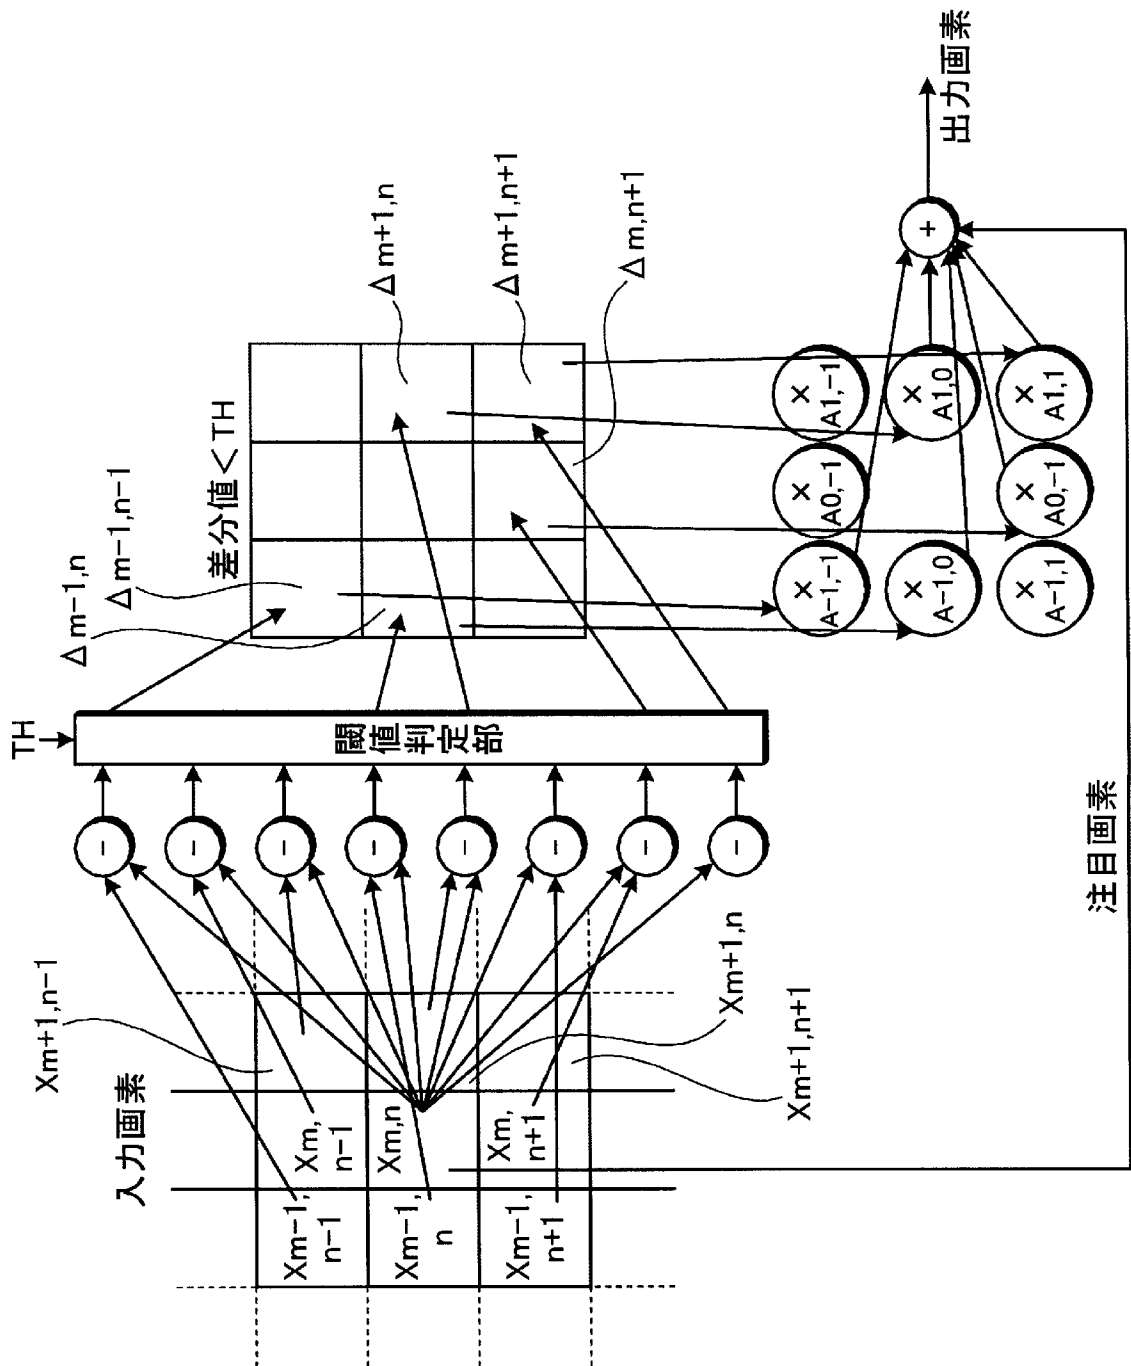 入力画素
Xm-1,
n-1
Xm,
n-1
Xm+1,n-1
Xm-1,
n
Xm,n
Xm+1,n
Xm-1,
n+1
Xm,
n+1
Xm+1,n+1
-
-
-
-
-
-
-
-
TH
閾値判定部
差分値<TH
Δm-1,n
Δm-1,n-1
Δm+1,n
Δm+1,n+1
Δm,n+1
×
A-1,-1
×
A0,-1
×
A1,-1
×
A-1,0
×
A1,0
×
A-1,1
×
A0,-1
×
A1,1
+
出力画素
注目画素